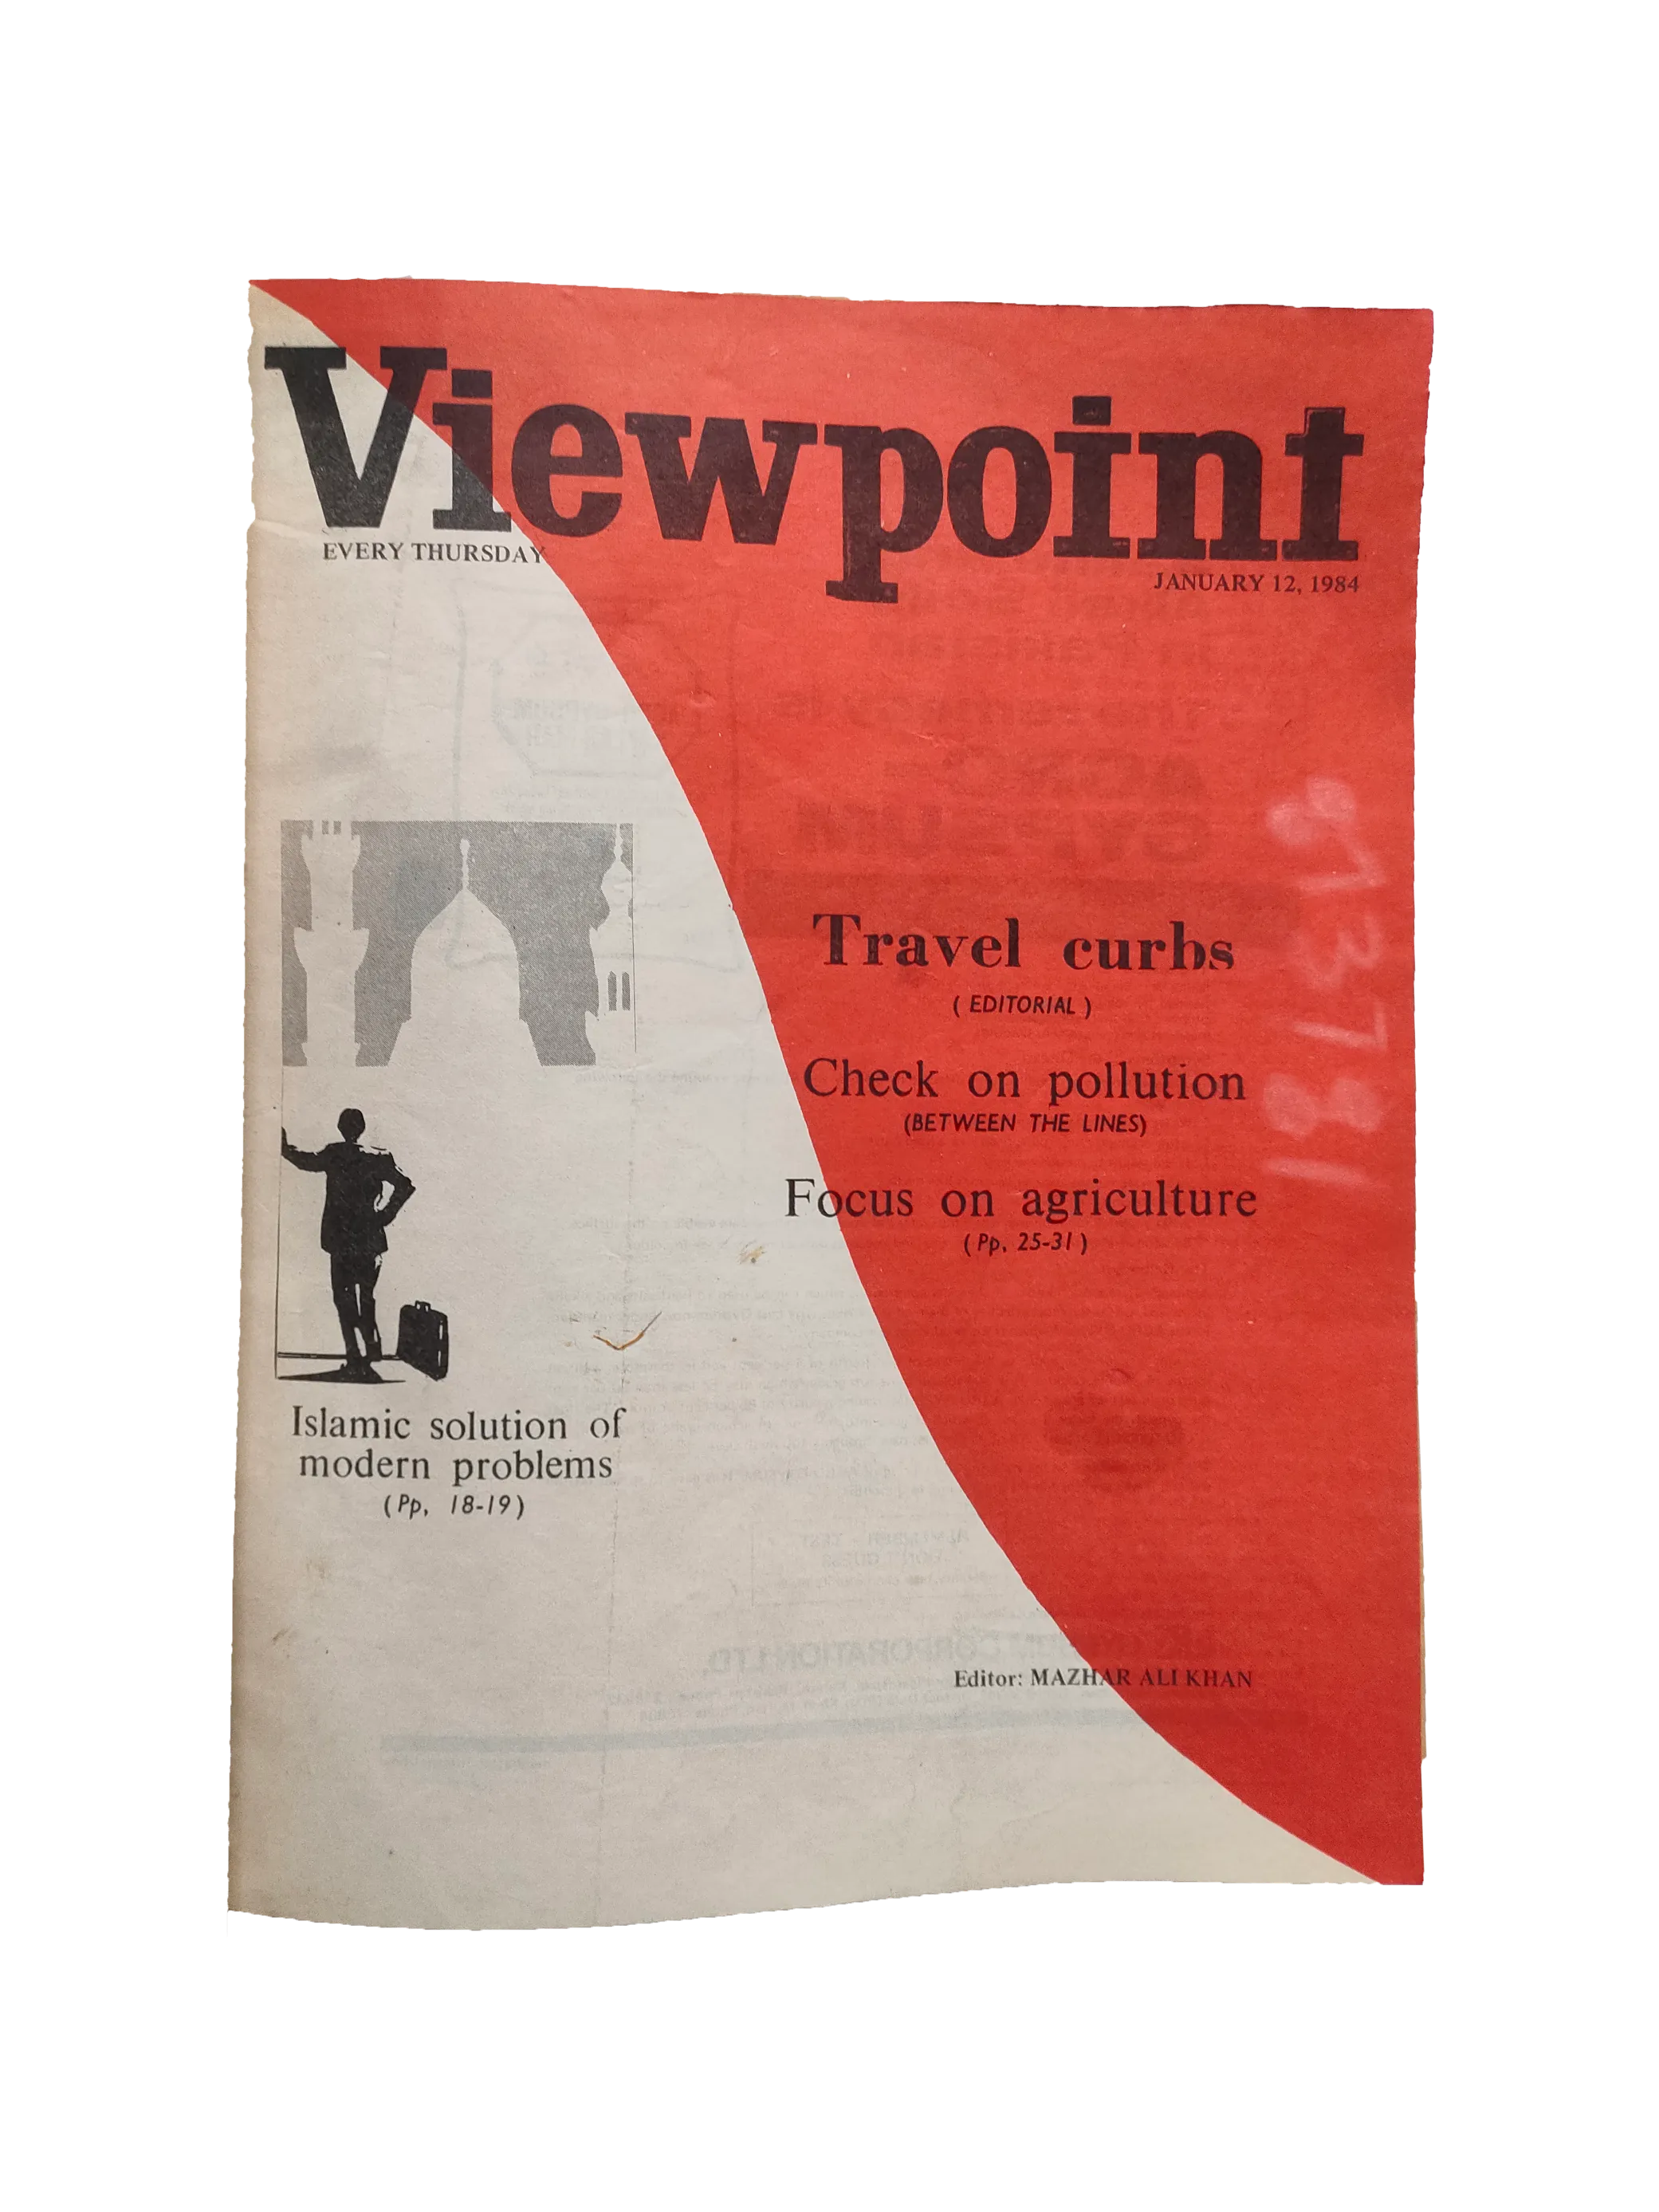 Viewpoint
EVERY THURSDAY
JANUARY 12, 1984
Travel curbs
( EDITORIAL )
Check on pollution
(BETWEEN THE LINES)
Focus on agriculture
( Pp. 25-31 )
Islamic solution of
modern problems
( Pp. 18-19 )
Editor: MAZHAR ALI KHAN